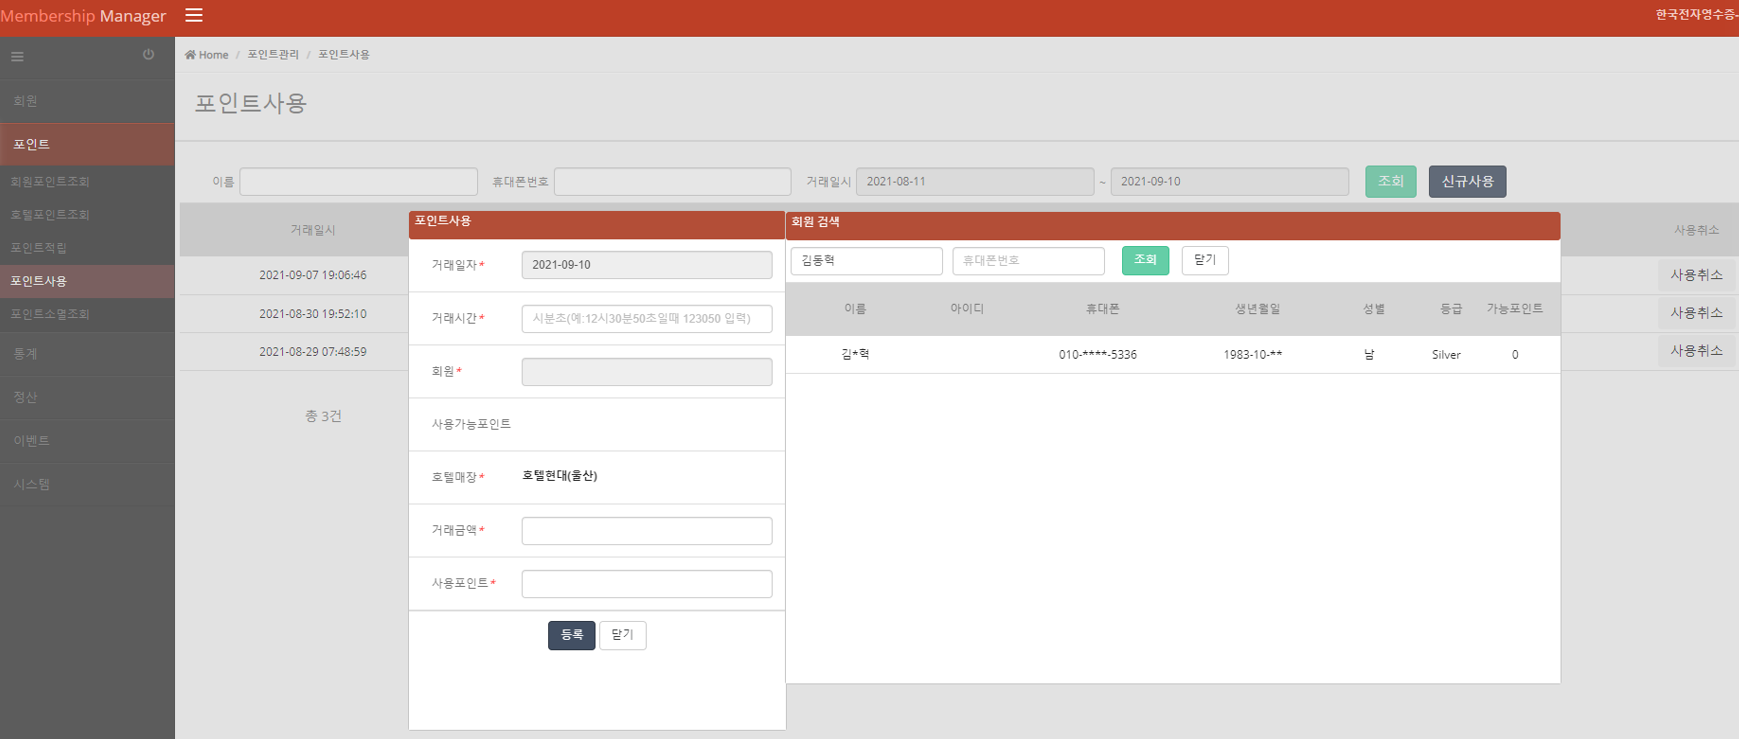 Membership Manager
한국전자영수증-
회원
포인트
회원포인트조회
호텔포인트조회
포인트적립
포인트사용
포인트소멸조회
통계
정산
이벤트
시스템
Home / 포인트관리 / 포인트사용
포인트사용
이름 휴대폰번호 거래일시 2021-08-11 ~ 2021-09-10 조회 신규사용
거래일시 사용취소
2021-09-07 19:06:46 사용취소
2021-08-30 19:52:10 사용취소
2021-08-29 07:48:59 사용취소
총 3건
포인트사용
거래일자* 2021-09-10
거래시간* 시분초(예:12시30분50초일때 123050 입력)
회원*
사용가능포인트
호텔매장* 호텔현대(울산)
거래금액*
사용포인트*
등록 닫기
회원 검색
김동혁 휴대폰번호 조회 닫기
이름 아이디 휴대폰 생년월일 성별 등급 가능포인트
김*혁 010-****-5336 1983-10-** 남 Silver 0